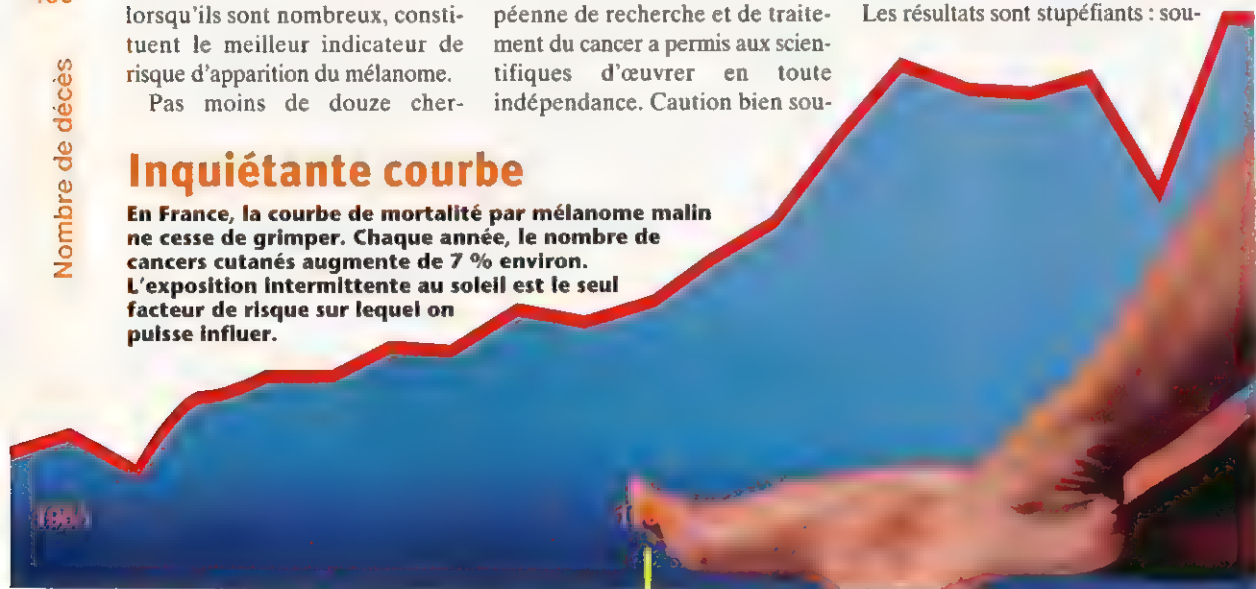 lorsqu'ils sont nombreux, consti-
tuent le meilleur indicateur de
risque d'apparition du mélanome.
Pas moins de douze cher-
péenne de recherche et de traite-
ment du cancer a permis aux scien-
tifiques d'œuvrer en toute
indépendance. Caution bien sou-
Les résultats sont stupéfiants : sou-
Nombre de décès
Inquiétante courbe
En France, la courbe de mortalité par mélanome malin
ne cesse de grimper. Chaque année, le nombre de
cancers cutanés augmente de 7 % environ.
L'exposition intermittente au soleil est le seul
facteur de risque sur lequel on
puisse influer.